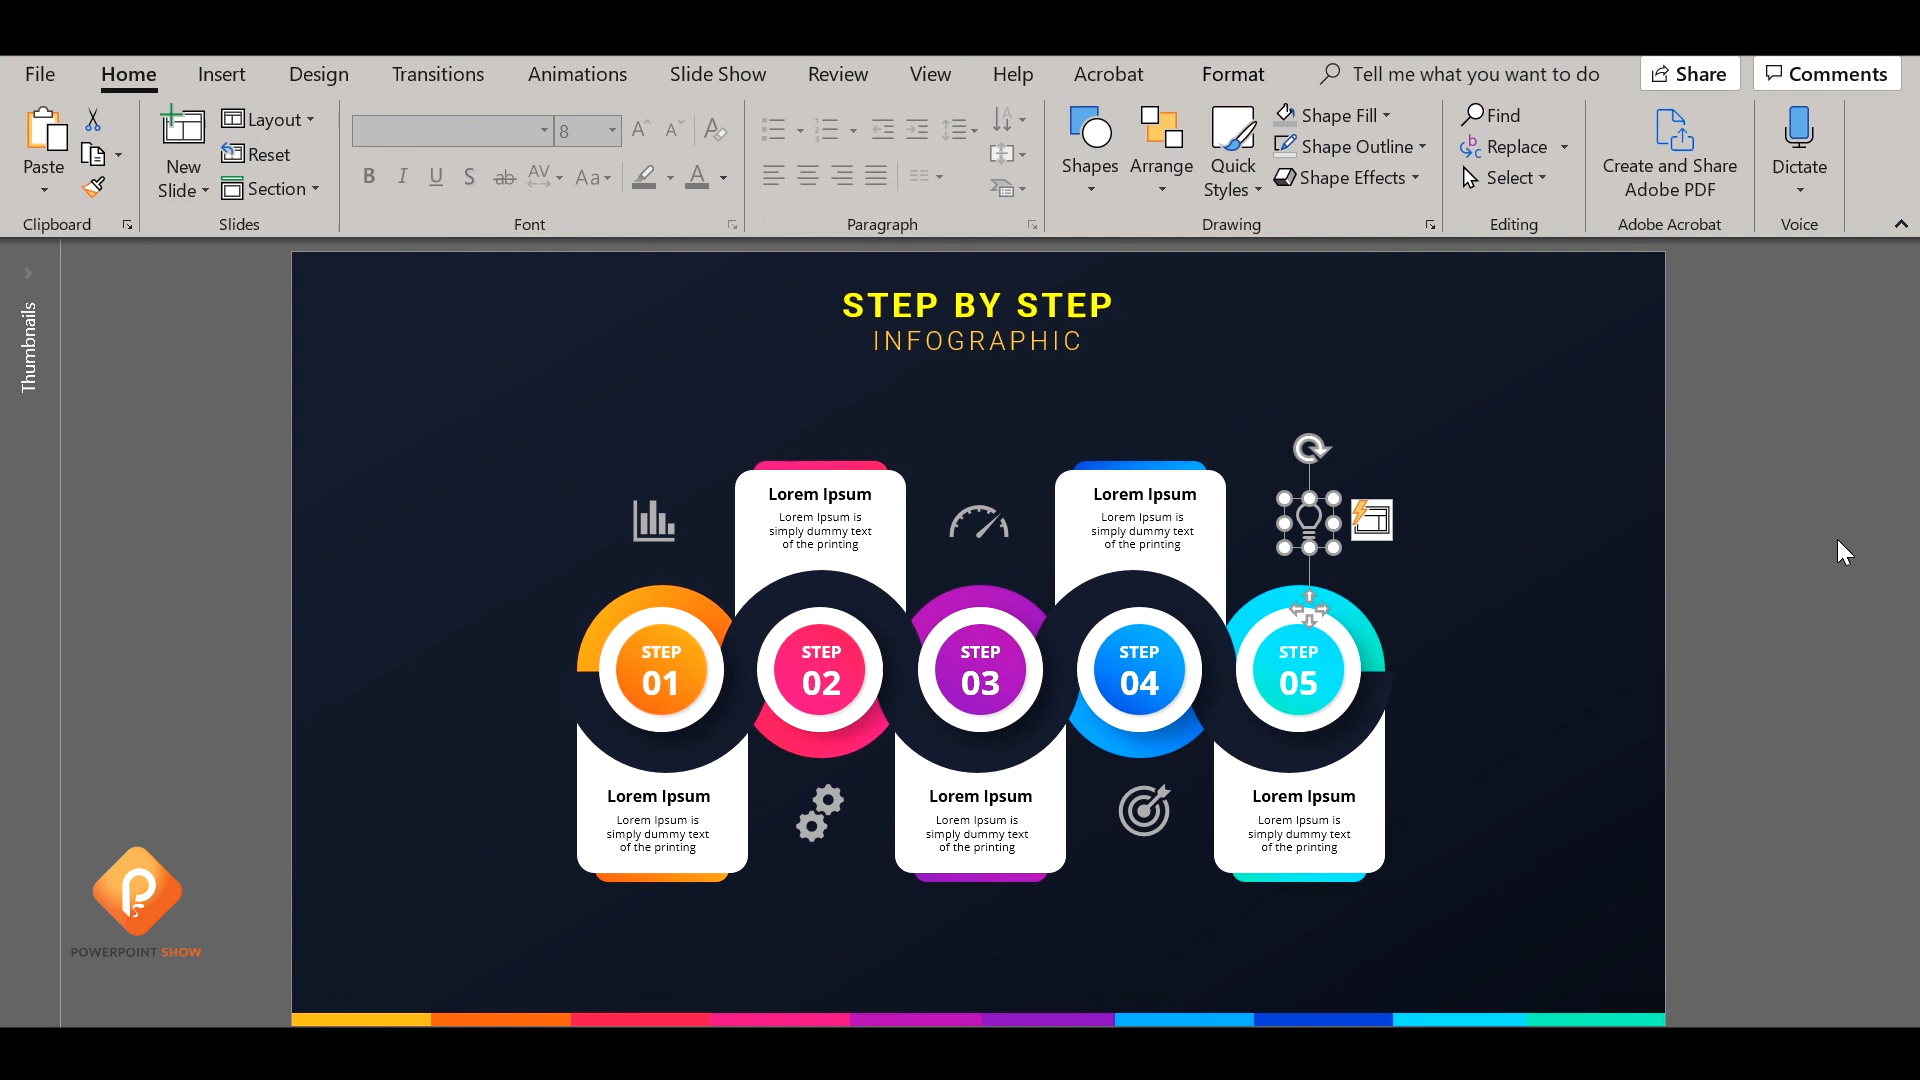 File Home Insert Design Transitions Animations Slide Show Review View Help Acrobat Format Tell me what you want to do Share Comments
Paste
Clipboard
New
Slide
Layout
Reset
Section
Slides
8
B I U S ab AV Aa A
Font
Paragraph
Shapes
Arrange
Quick
Styles
Shape Fill
Shape Outline
Shape Effects
Drawing
Find
Replace
Select
Editing
Create and Share
Adobe PDF
Adobe Acrobat
Dictate
Voice
Thumbnails
STEP BY STEP
INFOGRAPHIC
Lorem Ipsum
Lorem Ipsum is
simply dummy text
of the printing
Lorem Ipsum
Lorem Ipsum is
simply dummy text
of the printing
STEP
01
STEP
02
STEP
03
STEP
04
STEP
05
Lorem Ipsum
Lorem Ipsum is
simply dummy text
of the printing
Lorem Ipsum
Lorem Ipsum is
simply dummy text
of the printing
Lorem Ipsum
Lorem Ipsum is
simply dummy text
of the printing
POWERPOINT SHOW